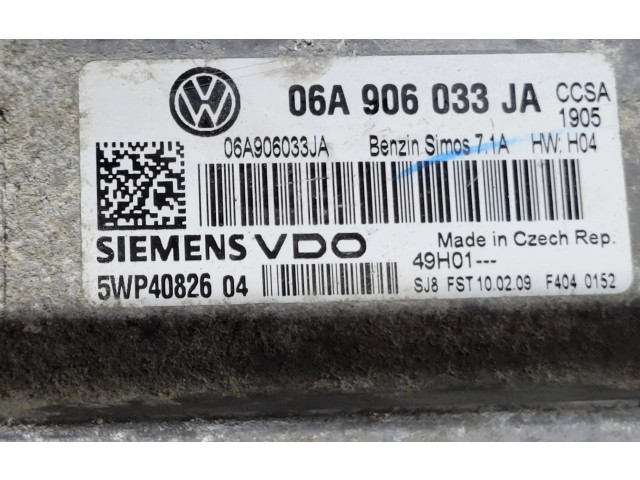 06A 906 033 JA CCSA
1905
06A906033JA Benzin Simos 7.1A HW: H04
SIEMENS VDO Made in Czech Rep.
49H01---
5WP40826 04 SJ8 FST 10.02.09 F404 0152